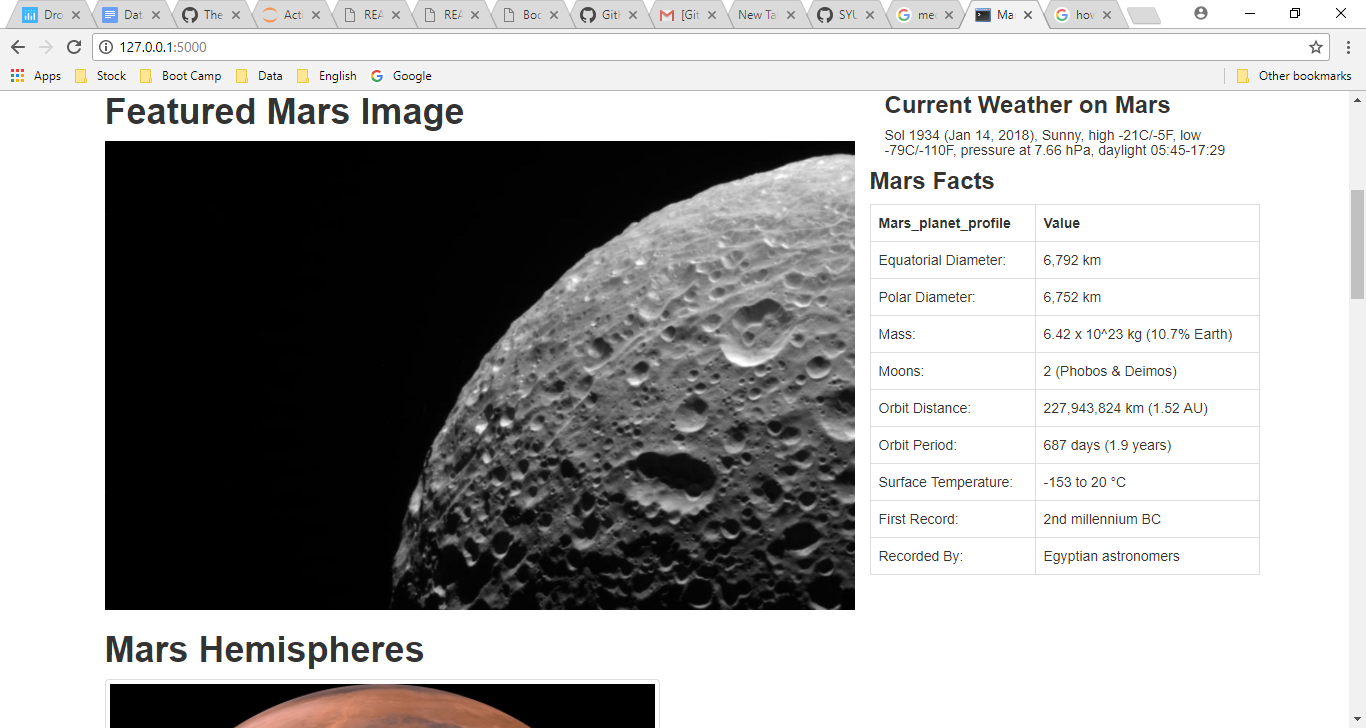 Dro
Dat
The
Act
REA
REA
Boo
Git
[Git
New Ta
SYU
me
Ma
hov
127.0.0.1:5000
Apps Stock Boot Camp Data English Google Other bookmarks
Featured Mars Image
Current Weather on Mars
Sol 1934 (Jan 14, 2018), Sunny, high -21C/-5F, low
-79C/-110F, pressure at 7.66 hPa, daylight 05:45-17:29
Mars Facts
Mars_planet_profile Value
Equatorial Diameter: 6,792 km
Polar Diameter: 6,752 km
Mass: 6.42 x 10^23 kg (10.7% Earth)
Moons: 2 (Phobos & Deimos)
Orbit Distance: 227,943,824 km (1.52 AU)
Orbit Period: 687 days (1.9 years)
Surface Temperature: -153 to 20 °C
First Record: 2nd millennium BC
Recorded By: Egyptian astronomers
Mars Hemispheres